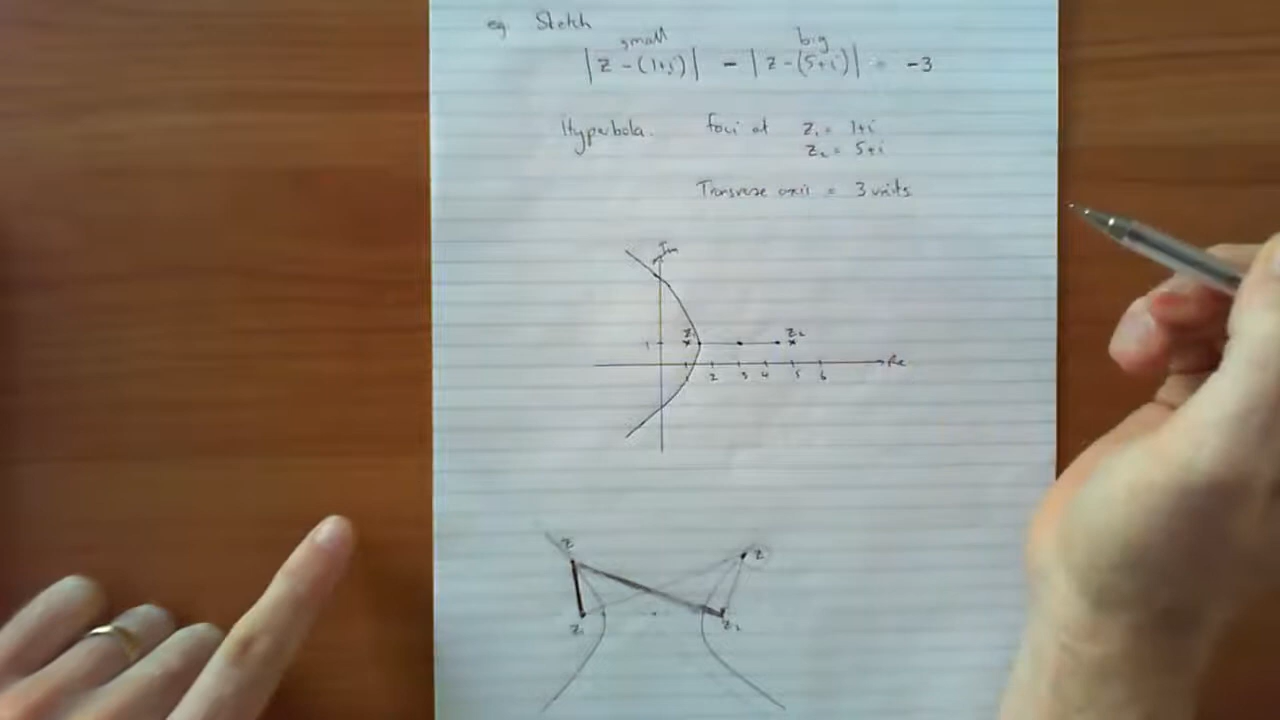 eg. Sketch
small big
|z - (1+i)| - |z - (5+i)| = -3
Hyperbola. foci at z₁ = 1+i
z₂ = 5+i
Transverse axis = 3 units
Im
z₁ z₂
1
Re
2 3 4 5 6
z z
z₁ z₂